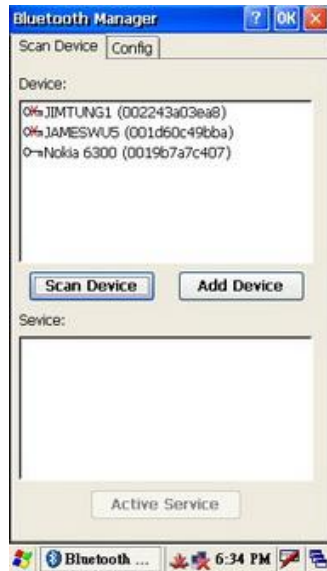 Bluetooth Manager ? OK ×
Scan Device Config
Device:
JIMTUNG1 (002243a03ea8)
JAMESWU5 (001d60c49bba)
Nokia 6300 (0019b7a7c407)
Scan Device Add Device
Sevice:
Active Service
Bluetooth ... 6:34 PM